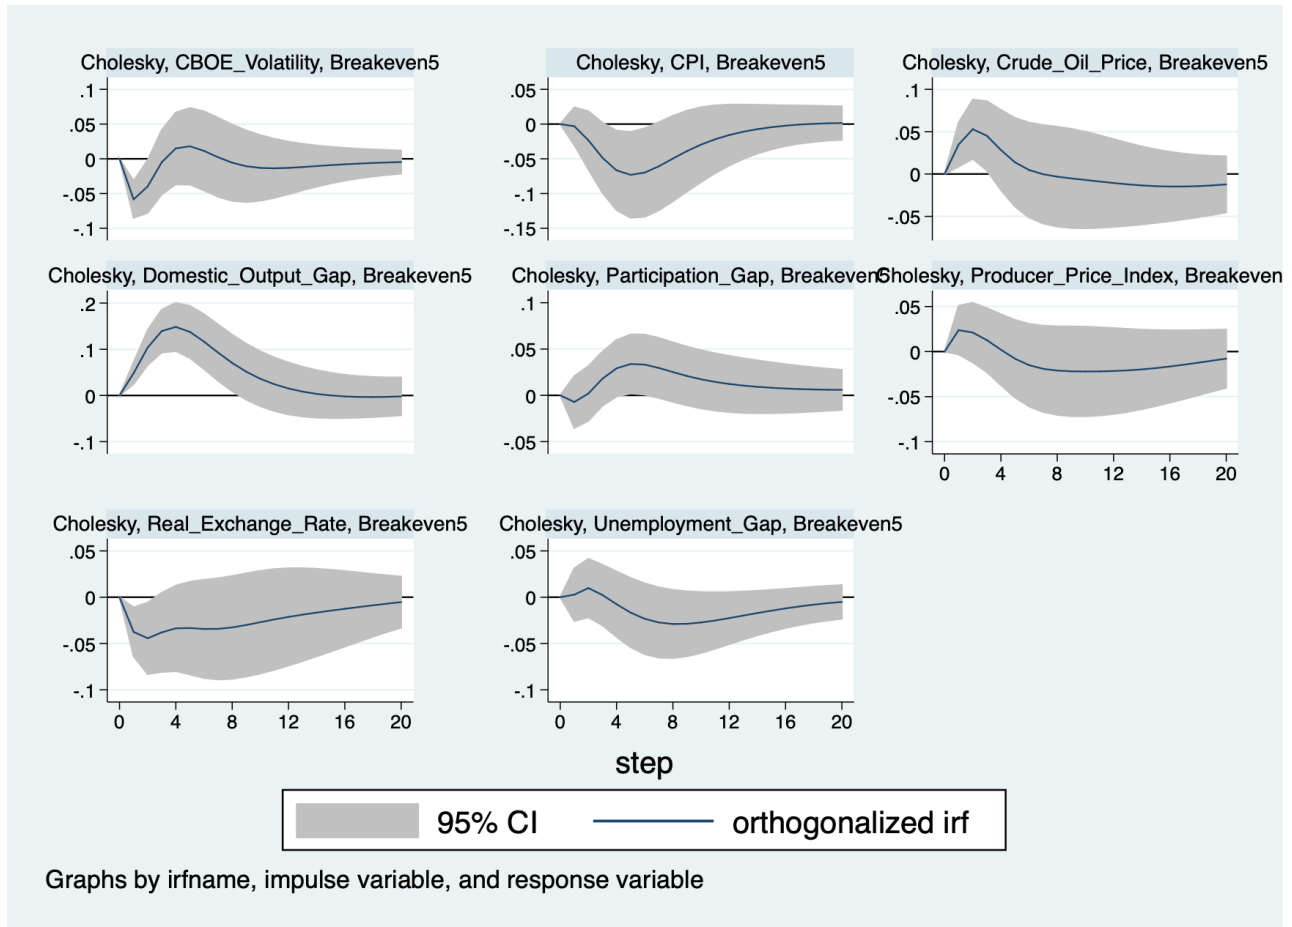 Cholesky, CBOE_Volatility, Breakeven5
.1
.05
0
-.05
-.1
Cholesky, CPI, Breakeven5
.05
0
-.05
-.1
-.15
Cholesky, Crude_Oil_Price, Breakeven5
.1
.05
0
-.05
Cholesky, Domestic_Output_Gap, Breakeven5
.2
.1
0
-.1
Cholesky, Participation_Gap, Breakeven5
.1
.05
0
-.05
Cholesky, Producer_Price_Index, Breakeven
.05
0
-.05
-.1
0 4 8 12 16 20
Cholesky, Real_Exchange_Rate, Breakeven5
.05
0
-.05
-.1
0 4 8 12 16 20
Cholesky, Unemployment_Gap, Breakeven5
.05
0
-.05
-.1
0 4 8 12 16 20
step
95% CI orthogonalized irf
Graphs by irfname, impulse variable, and response variable